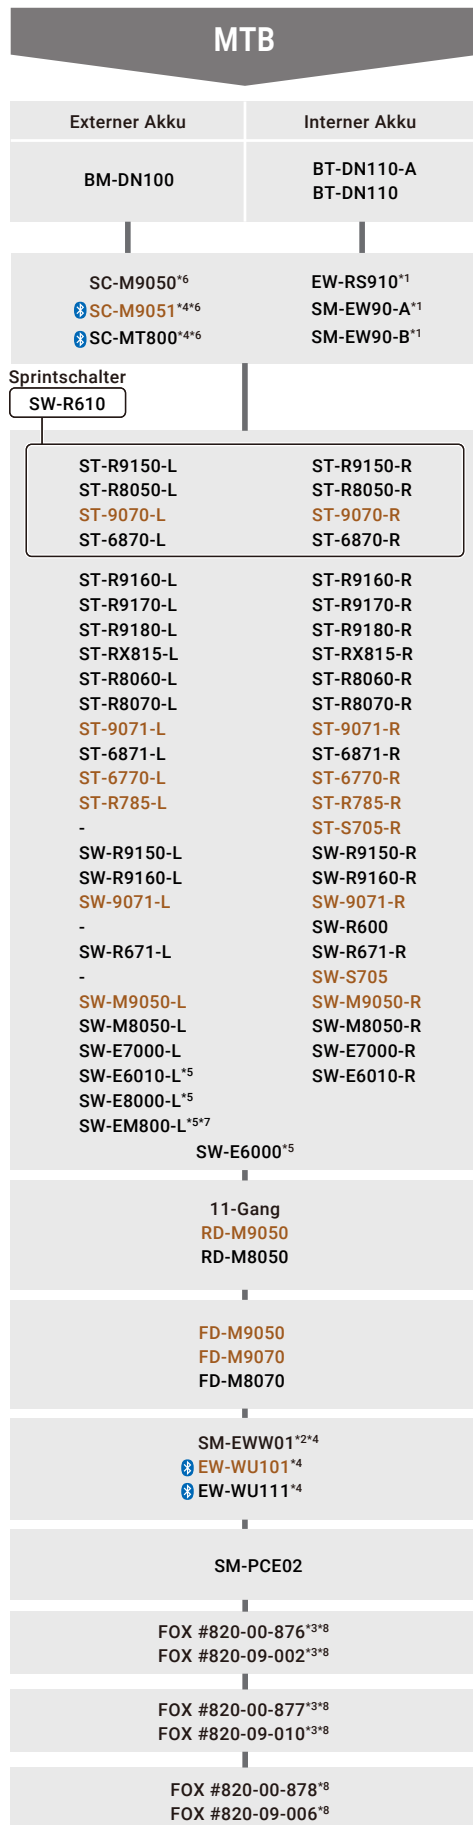 MTB
Externer Akku Interner Akku
BM-DN100
BT-DN110-A
BT-DN110
SC-M9050*6 EW-RS910*1
SC-M9051*4*6 SM-EW90-A*1
SC-MT800*4*6 SM-EW90-B*1
Sprintschalter
SW-R610
ST-R9150-L ST-R9150-R
ST-R8050-L ST-R8050-R
ST-9070-L ST-9070-R
ST-6870-L ST-6870-R
ST-R9160-L ST-R9160-R
ST-R9170-L ST-R9170-R
ST-R9180-L ST-R9180-R
ST-RX815-L ST-RX815-R
ST-R8060-L ST-R8060-R
ST-R8070-L ST-R8070-R
ST-9071-L ST-9071-R
ST-6871-L ST-6871-R
ST-6770-L ST-6770-R
ST-R785-L ST-R785-R
- ST-S705-R
SW-R9150-L SW-R9150-R
SW-R9160-L SW-R9160-R
SW-9071-L SW-9071-R
- SW-R600
SW-R671-L SW-R671-R
- SW-S705
SW-M9050-L SW-M9050-R
SW-M8050-L SW-M8050-R
SW-E7000-L SW-E7000-R
SW-E6010-L*5 SW-E6010-R
SW-E8000-L*5
SW-EM800-L*5*7
SW-E6000*5
11-Gang
RD-M9050
RD-M8050
FD-M9050
FD-M9070
FD-M8070
SM-EWW01*2*4
EW-WU101*4
EW-WU111*4
SM-PCE02
FOX #820-00-876*3*8
FOX #820-09-002*3*8
FOX #820-00-877*3*8
FOX #820-09-010*3*8
FOX #820-00-878*8
FOX #820-09-006*8